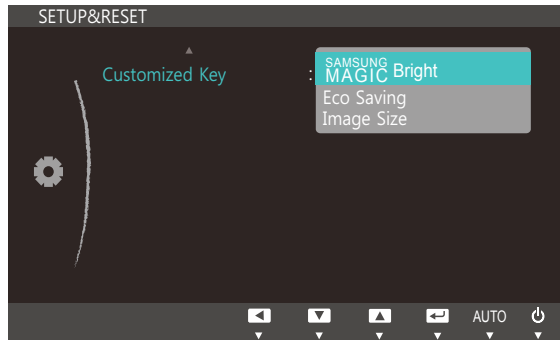 SETUP&RESET
Customized Key : SAMSUNG MAGIC Bright
Eco Saving
Image Size
AUTO